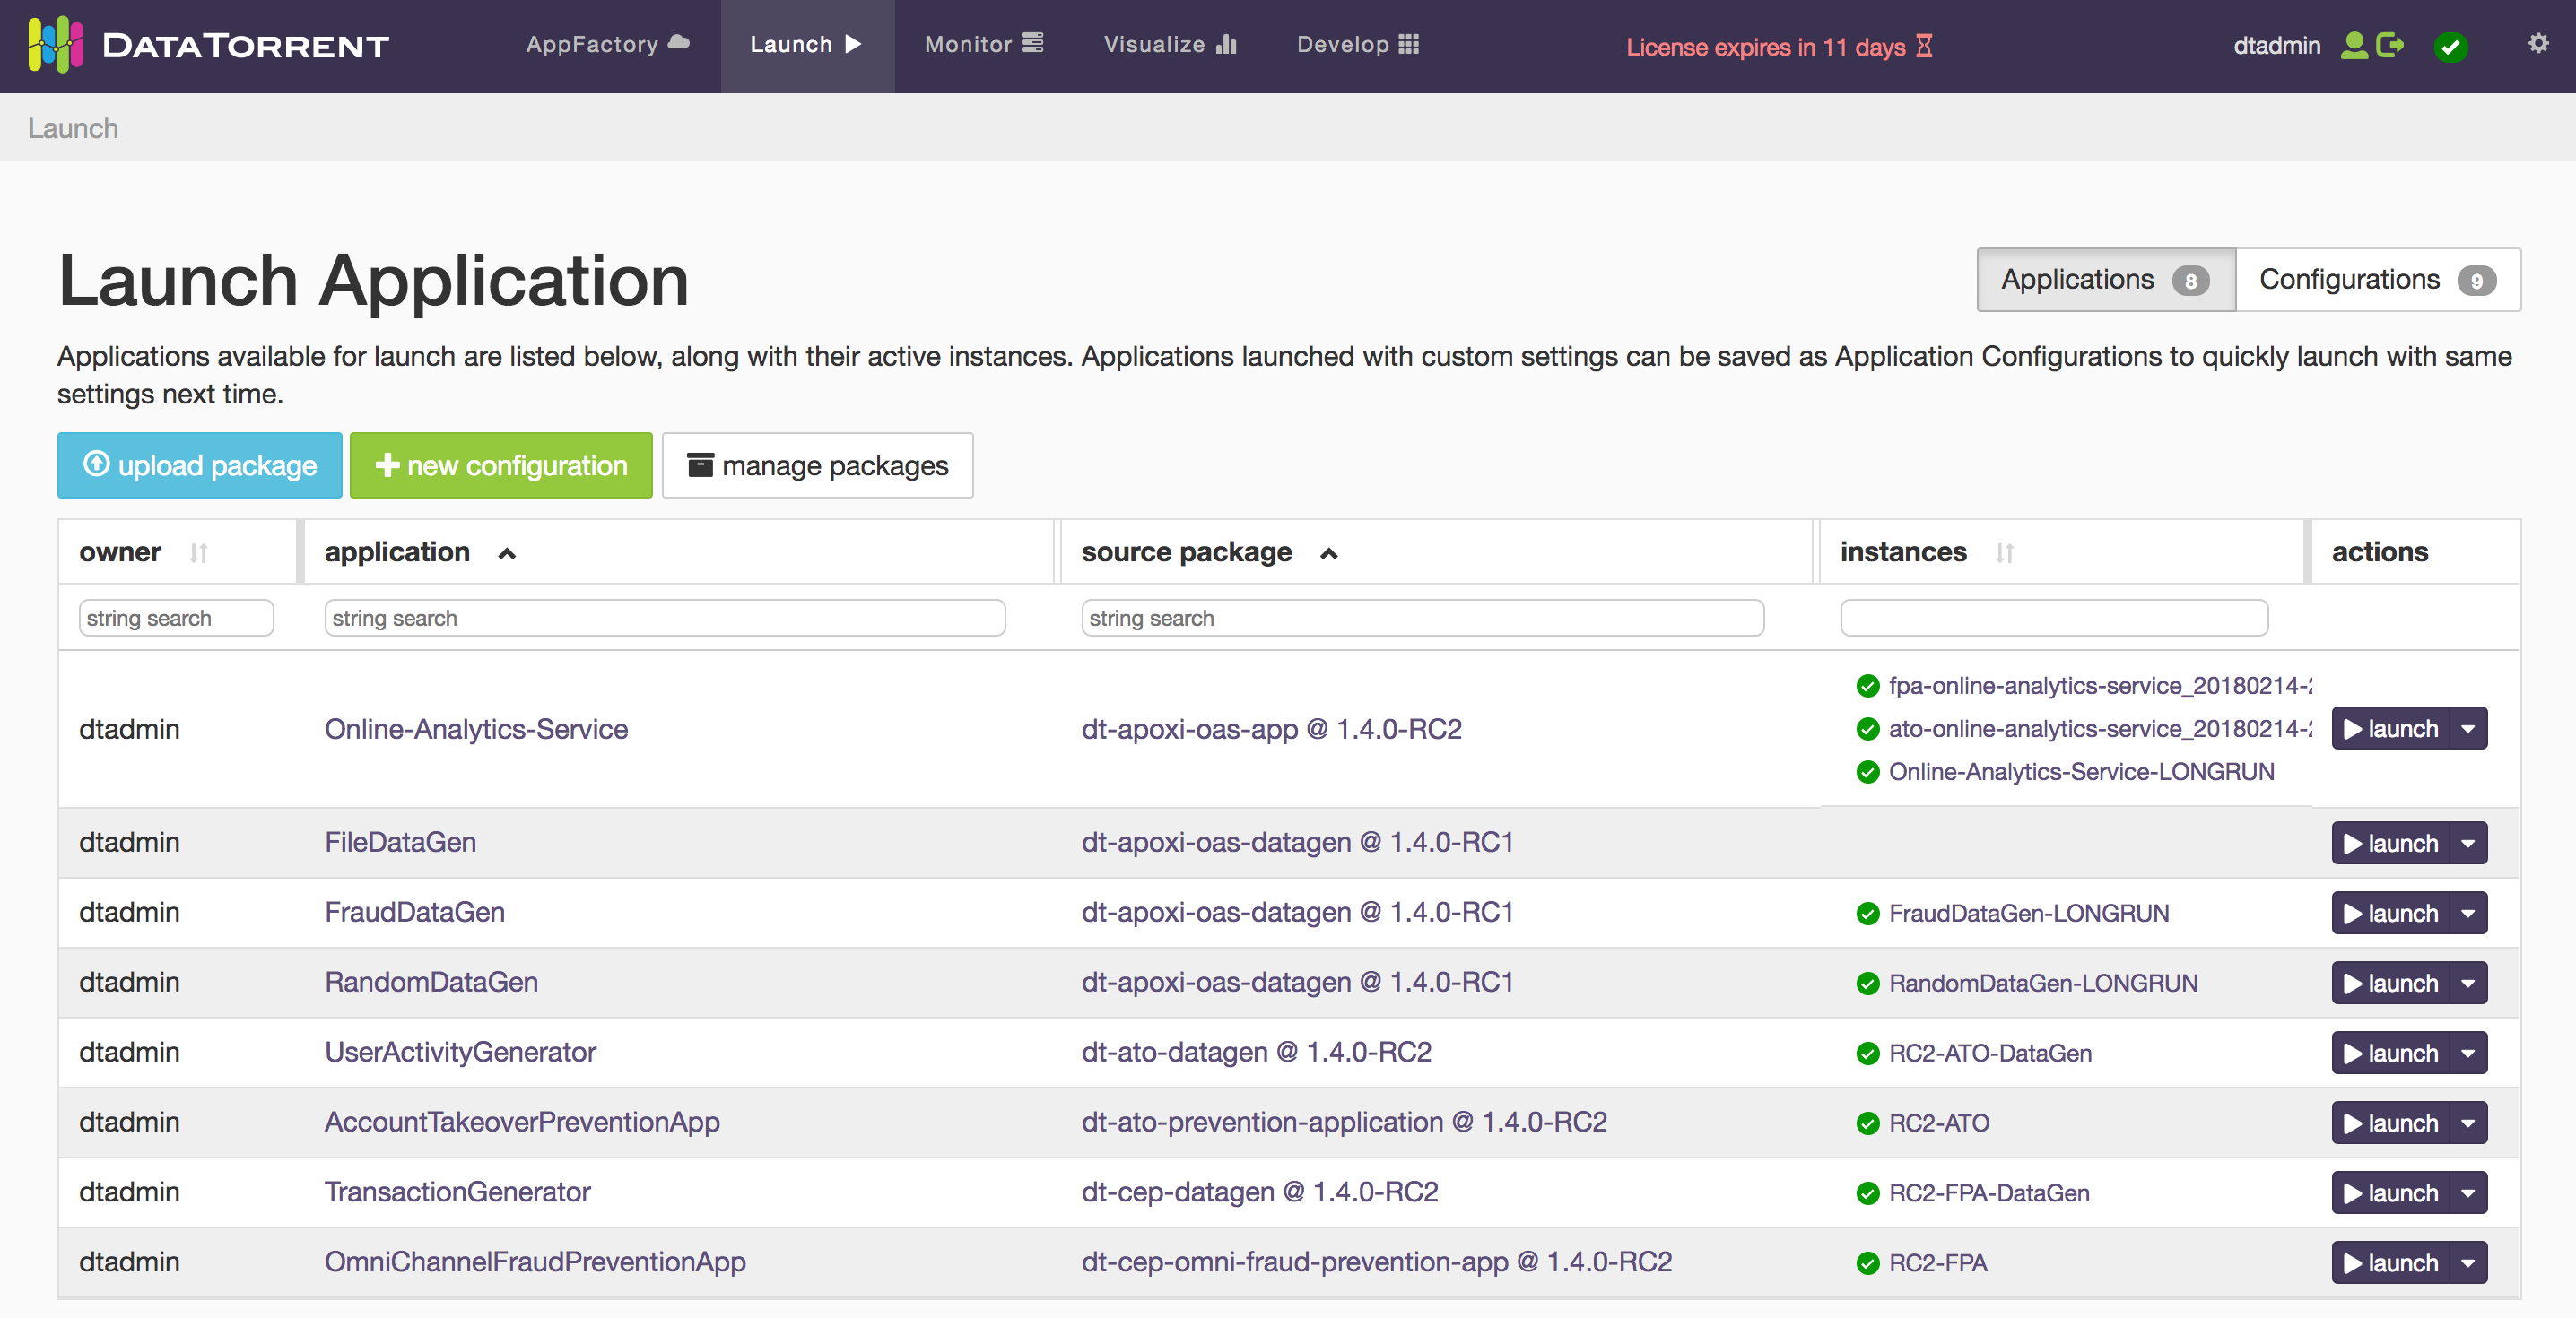 DATATORRENT AppFactory Launch Monitor Visualize Develop License expires in 11 days dtadmin
Launch
Launch Application Applications 8 Configurations 9
Applications available for launch are listed below, along with their active instances. Applications launched with custom settings can be saved as Application Configurations to quickly launch with same
settings next time.
upload package new configuration manage packages
owner application source package instances actions
string search string search string search
fpa-online-analytics-service_20180214-
dtadmin Online-Analytics-Service dt-apoxi-oas-app @ 1.4.0-RC2 ato-online-analytics-service_20180214- launch
Online-Analytics-Service-LONGRUN
dtadmin FileDataGen dt-apoxi-oas-datagen @ 1.4.0-RC1 launch
dtadmin FraudDataGen dt-apoxi-oas-datagen @ 1.4.0-RC1 FraudDataGen-LONGRUN launch
dtadmin RandomDataGen dt-apoxi-oas-datagen @ 1.4.0-RC1 RandomDataGen-LONGRUN launch
dtadmin UserActivityGenerator dt-ato-datagen @ 1.4.0-RC2 RC2-ATO-DataGen launch
dtadmin AccountTakeoverPreventionApp dt-ato-prevention-application @ 1.4.0-RC2 RC2-ATO launch
dtadmin TransactionGenerator dt-cep-datagen @ 1.4.0-RC2 RC2-FPA-DataGen launch
dtadmin OmniChannelFraudPreventionApp dt-cep-omni-fraud-prevention-app @ 1.4.0-RC2 RC2-FPA launch